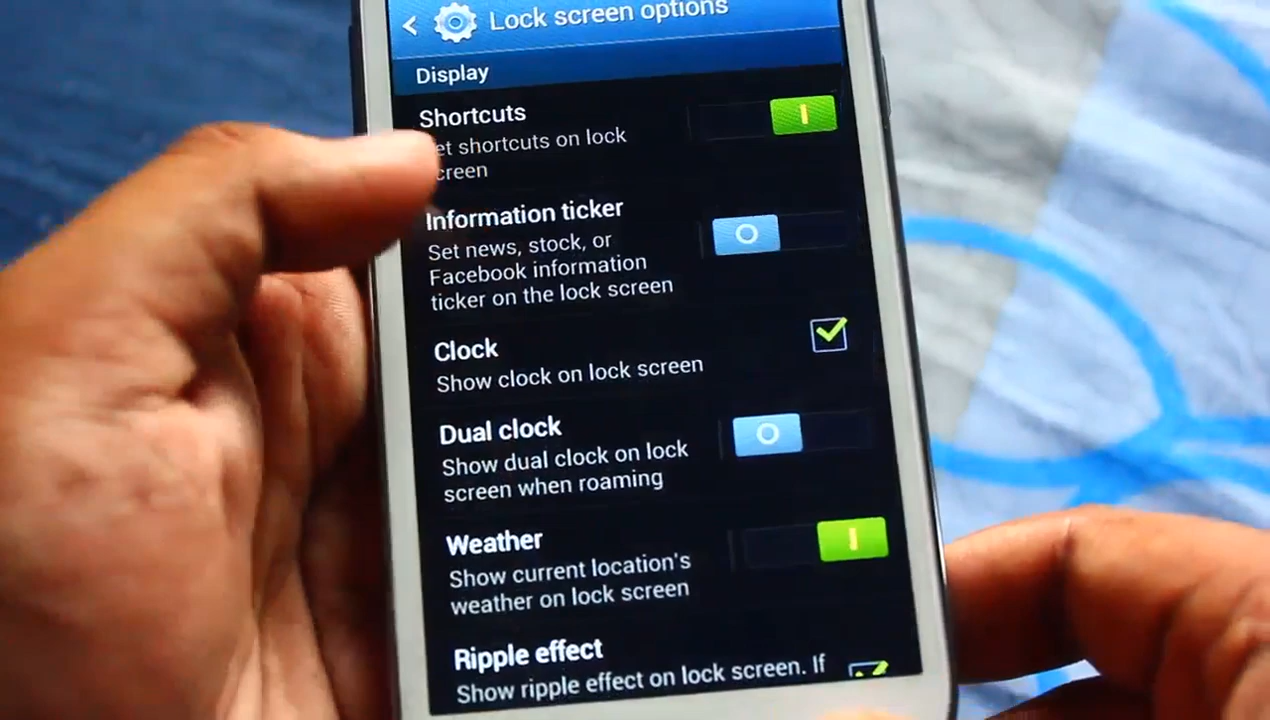 Lock screen options
Display
Shortcuts
et shortcuts on lock
creen
Information ticker
Set news, stock, or
Facebook information
ticker on the lock screen
Clock
Show clock on lock screen
Dual clock
Show dual clock on lock
screen when roaming
Weather
Show current location's
weather on lock screen
Ripple effect
Show ripple effect on lock screen. If